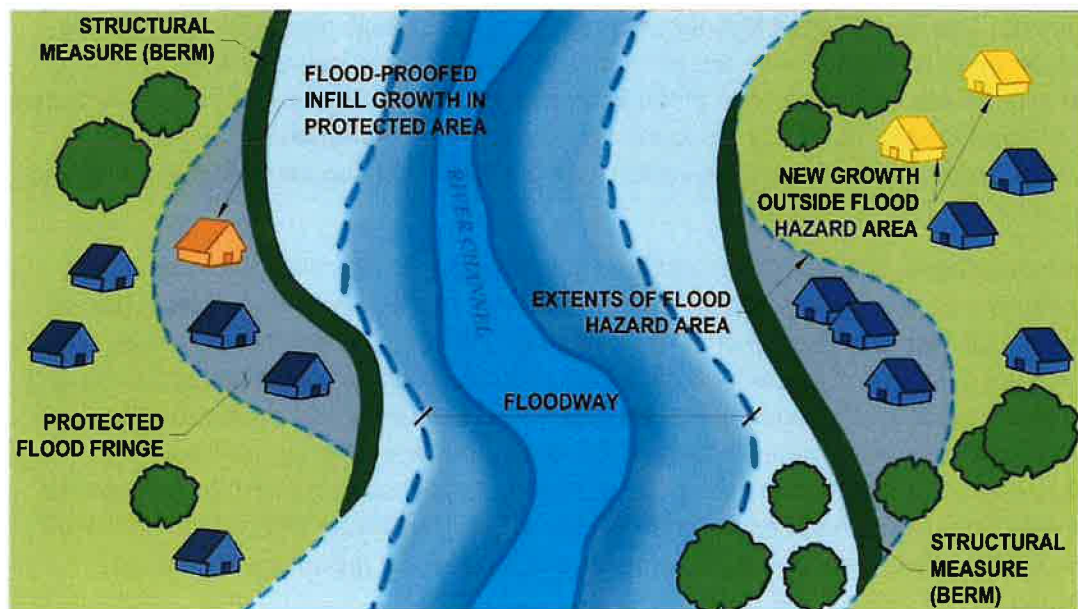 STRUCTURAL
MEASURE (BERM)
FLOOD-PROOFED
INFILL GROWTH IN
PROTECTED AREA
RIVER CHANNEL
NEW GROWTH
OUTSIDE FLOOD
HAZARD AREA
EXTENTS OF FLOOD
HAZARD AREA
FLOODWAY
PROTECTED
FLOOD FRINGE
STRUCTURAL
MEASURE
(BERM)